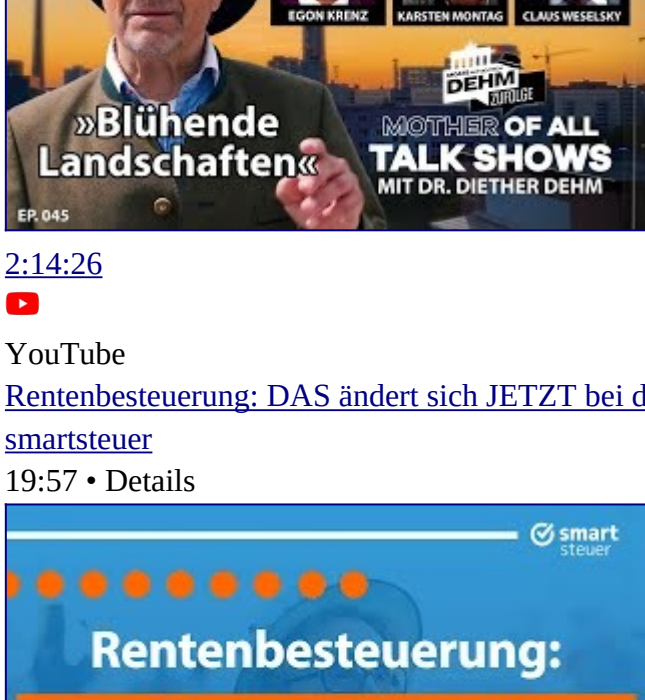 EGON KRENZ KARSTEN MONTAG CLAUS WESELSKY
DEHM
ZUFOLGE
»Blühende
Landschaften«
MOTHER OF ALL
TALK SHOWS
MIT DR. DIETHER DEHM
EP. 045
2:14:26
YouTube
Rentenbesteuerung: DAS ändert sich JETZT bei d
smartsteuer
19:57 • Details
smart
steuer
Rentenbesteuerung: